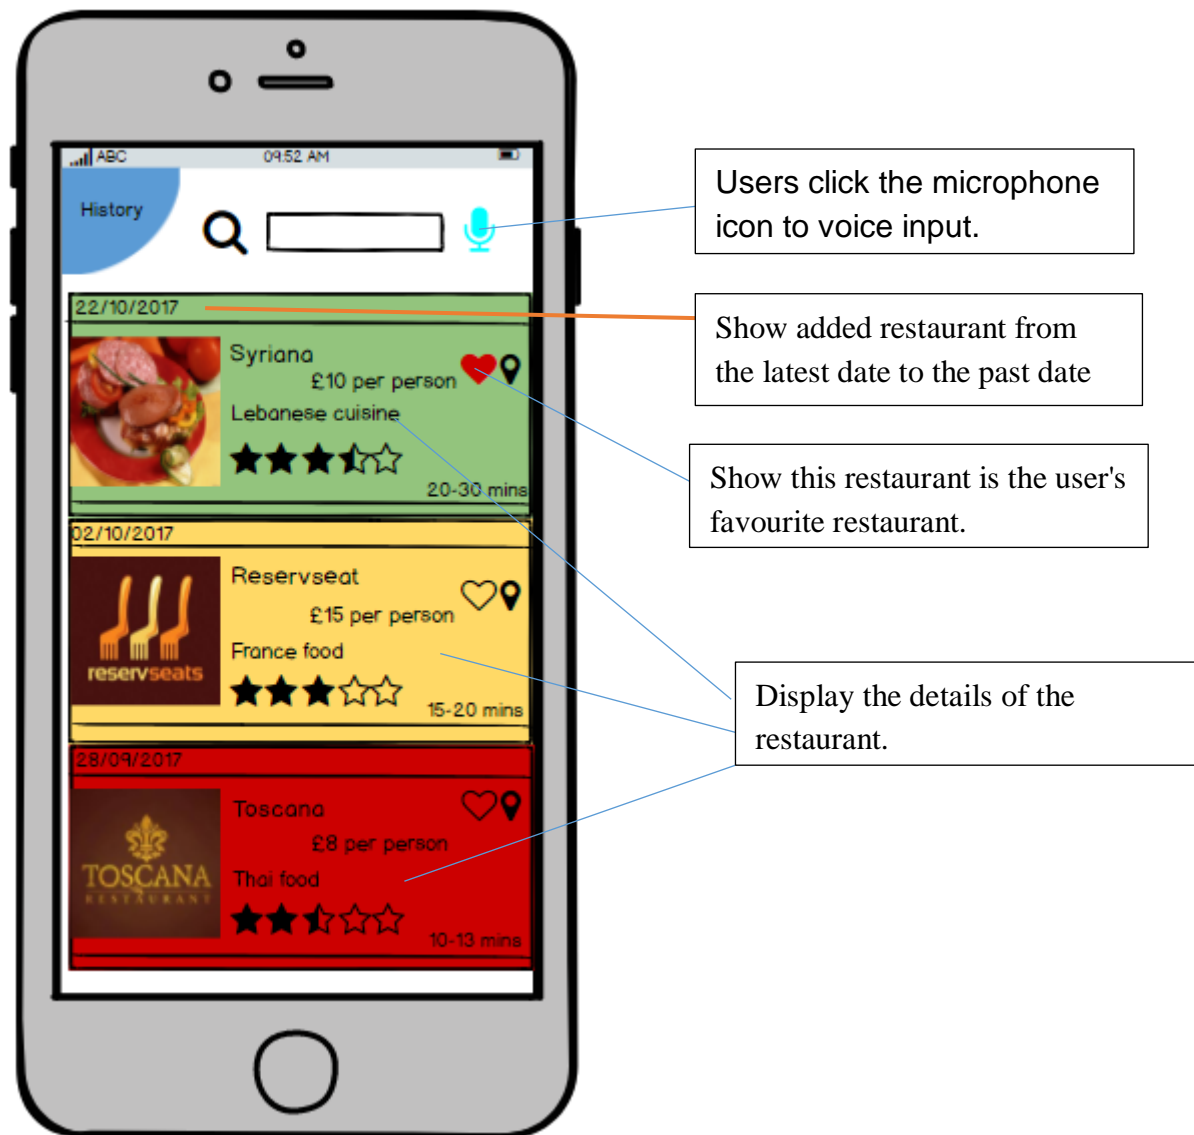 ABC 09:52 AM
History
Users click the microphone
icon to voice input.
22/10/2017
Show added restaurant from
the latest date to the past date
Syriana
£10 per person
Lebanese cuisine
20-30 mins
Show this restaurant is the user's
favourite restaurant.
02/10/2017
Reservseat
£15 per person
France food
reservseats
15-20 mins
Display the details of the
restaurant.
28/09/2017
Toscana
£8 per person
Thai food
TOSCANA
RESTAURANT
10-13 mins